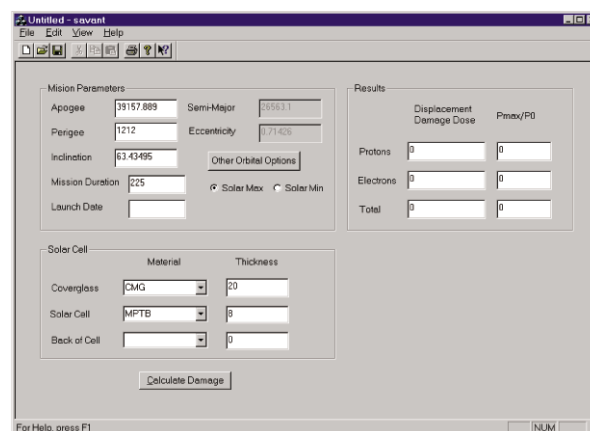 Untitled - savant
File Edit View Help
Mision Parameters
Apogee 39157.889 Semi-Major 26563.1
Perigee 1212 Eccentricity 0.71426
Inclination 63.43495 Other Orbital Options
Mission Duration 225 Solar Max Solar Min
Launch Date
Results
Displacement Damage Dose Pmax/P0
Protons 0 0
Electrons 0 0
Total 0 0
Solar Cell
Material Thickness
Coverglass CMG 20
Solar Cell MPTB 8
Back of Cell 0
Calculate Damage
For Help, press F1 NUM